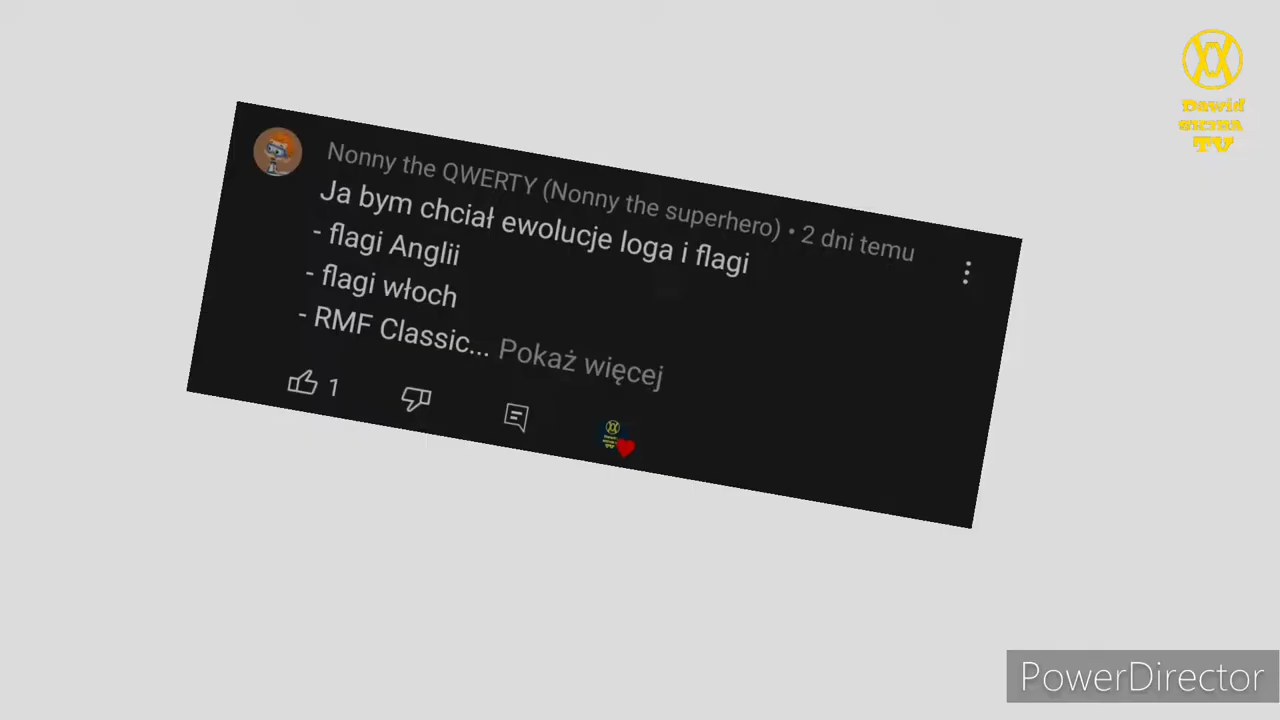 Dawid
TV
Nonny the QWERTY (Nonny the superhero) • 2 dni temu
Ja bym chciał ewolucje loga i flagi
- flagi Anglii
- flagi włoch
- RMF Classic... Pokaż więcej
1
PowerDirector